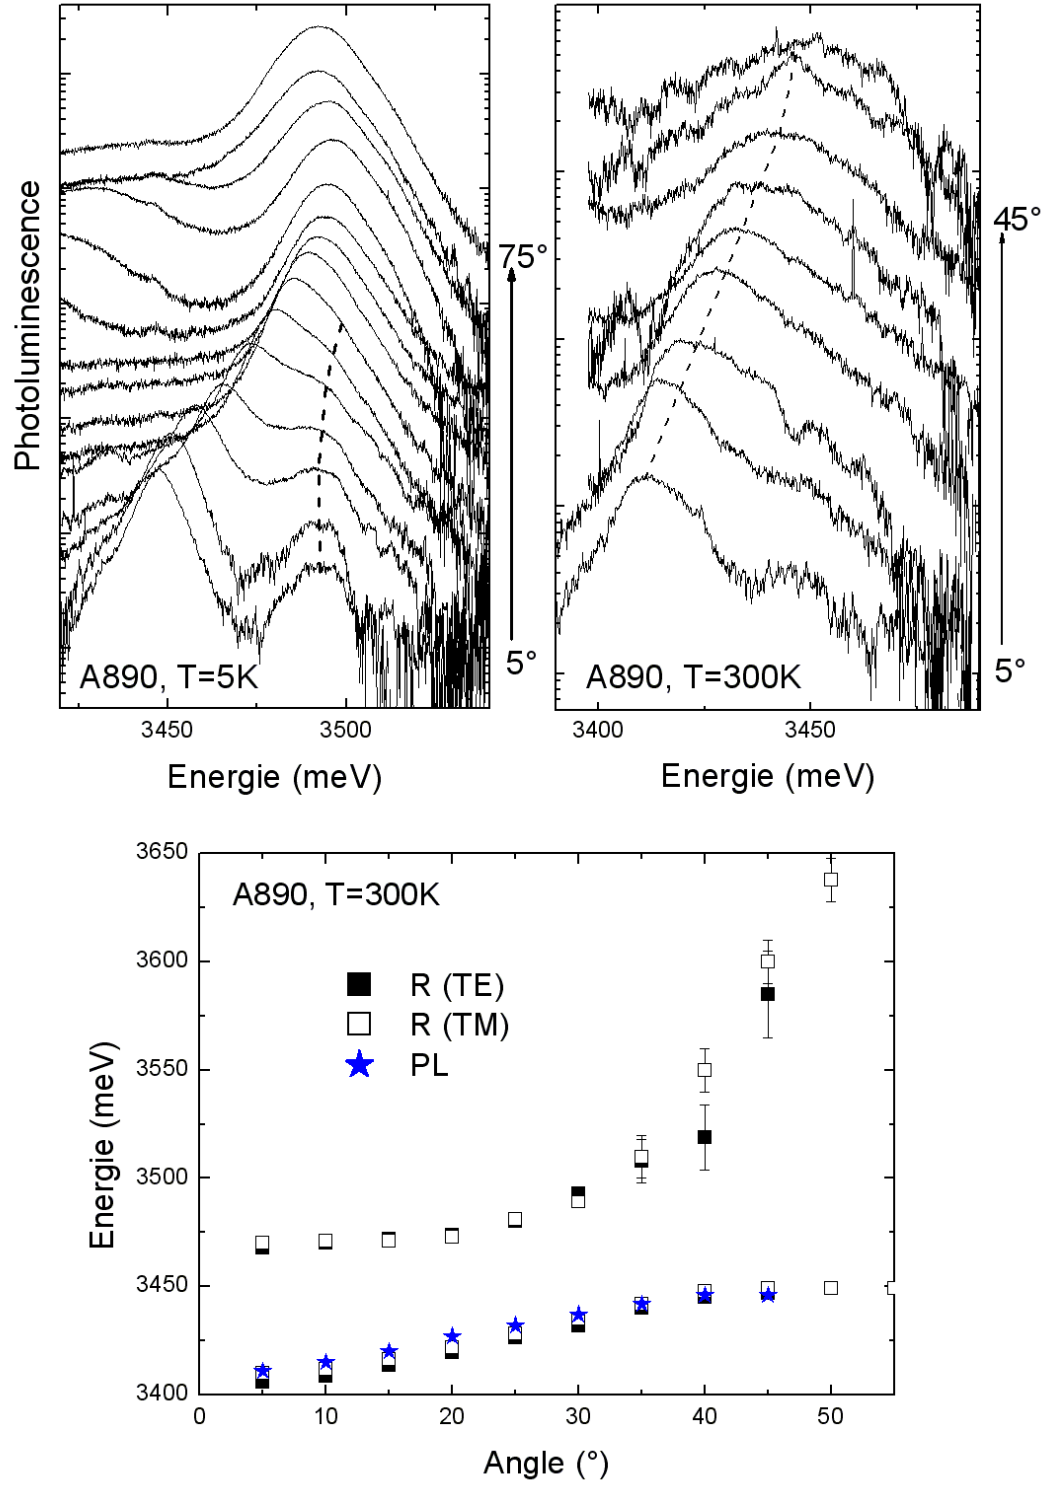 Photoluminescence
75°
5°
A890, T=5K
3450
3500
Energie (meV)
45°
5°
A890, T=300K
3400
3450
Energie (meV)
3650
3600
3550
3500
3450
3400
Energie (meV)
A890, T=300K
R (TE)
R (TM)
PL
0
10
20
30
40
50
Angle (°)